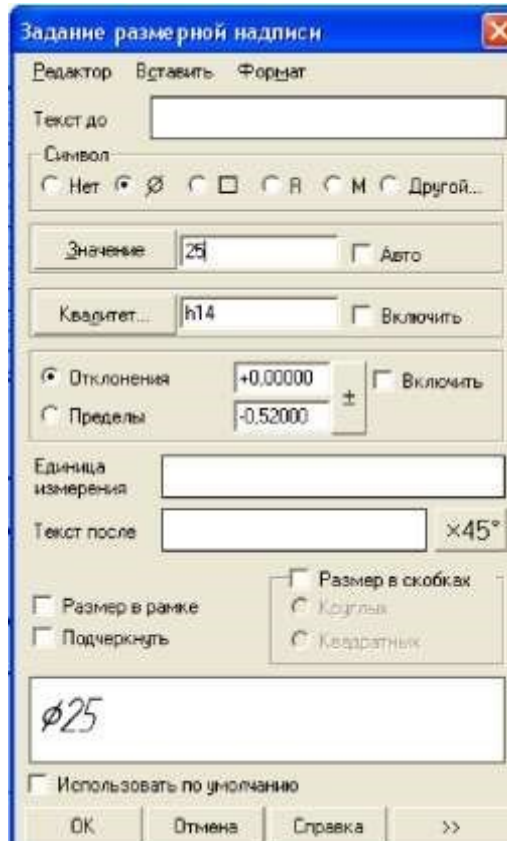 Задание размерной надписи
Редактор Вставить Формат
Текст до
Символ
Нет ø □ R М Другой...
Значение 25 Авто
Квалитет... h14 Включить
Отклонения +0,00000 ± Включить
Пределы -0,52000
Единица
измерения
Текст после ×45°
Размер в скобках
Размер в рамке Круглых
Подчеркнуть Квадратных
ø25
Использовать по умолчанию
OK Отмена Справка >>